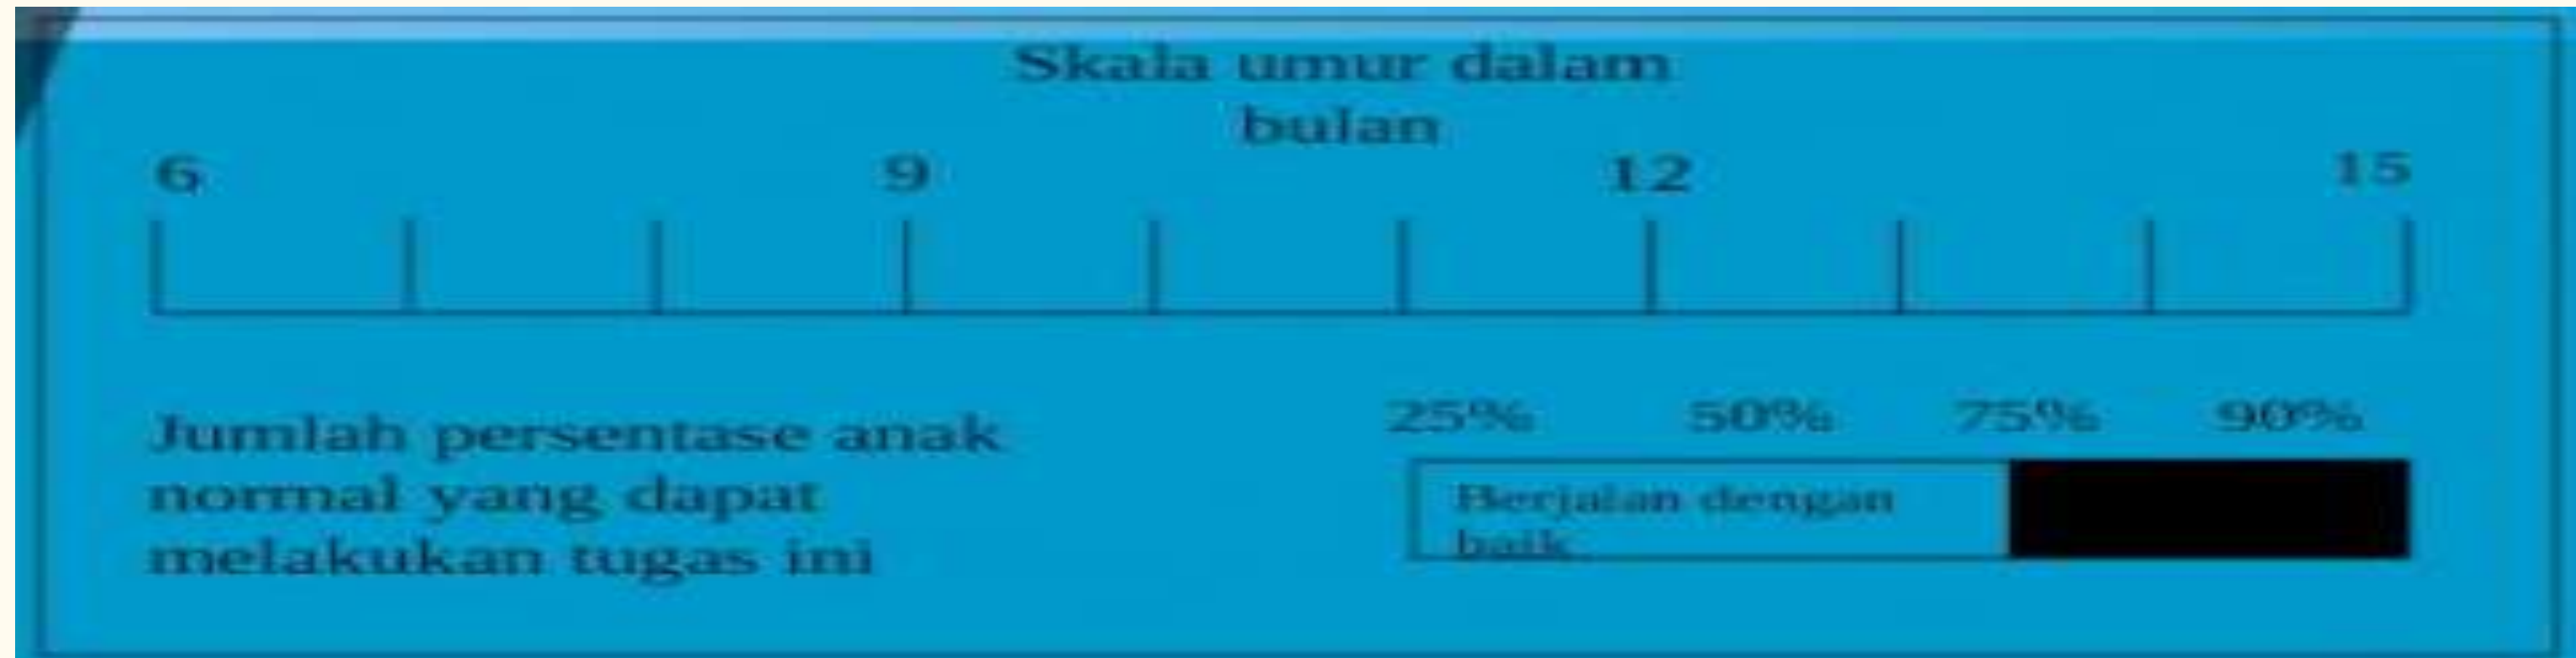 Skala umur dalam
bulan
6 9 12 15
25% 50% 75% 90%
Jumlah persentase anak
normal yang dapat
melakukan tugas ini
Berjalan dengan
baik